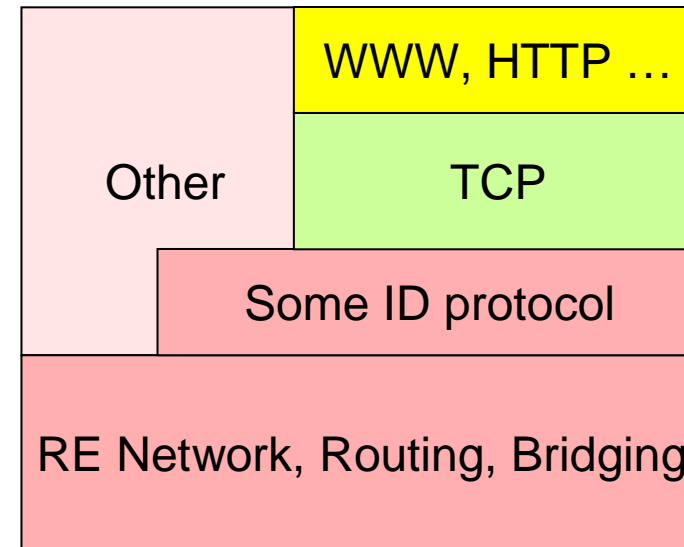 WWW, HTTP …
Other
TCP
Some ID protocol
RE Network, Routing, Bridging